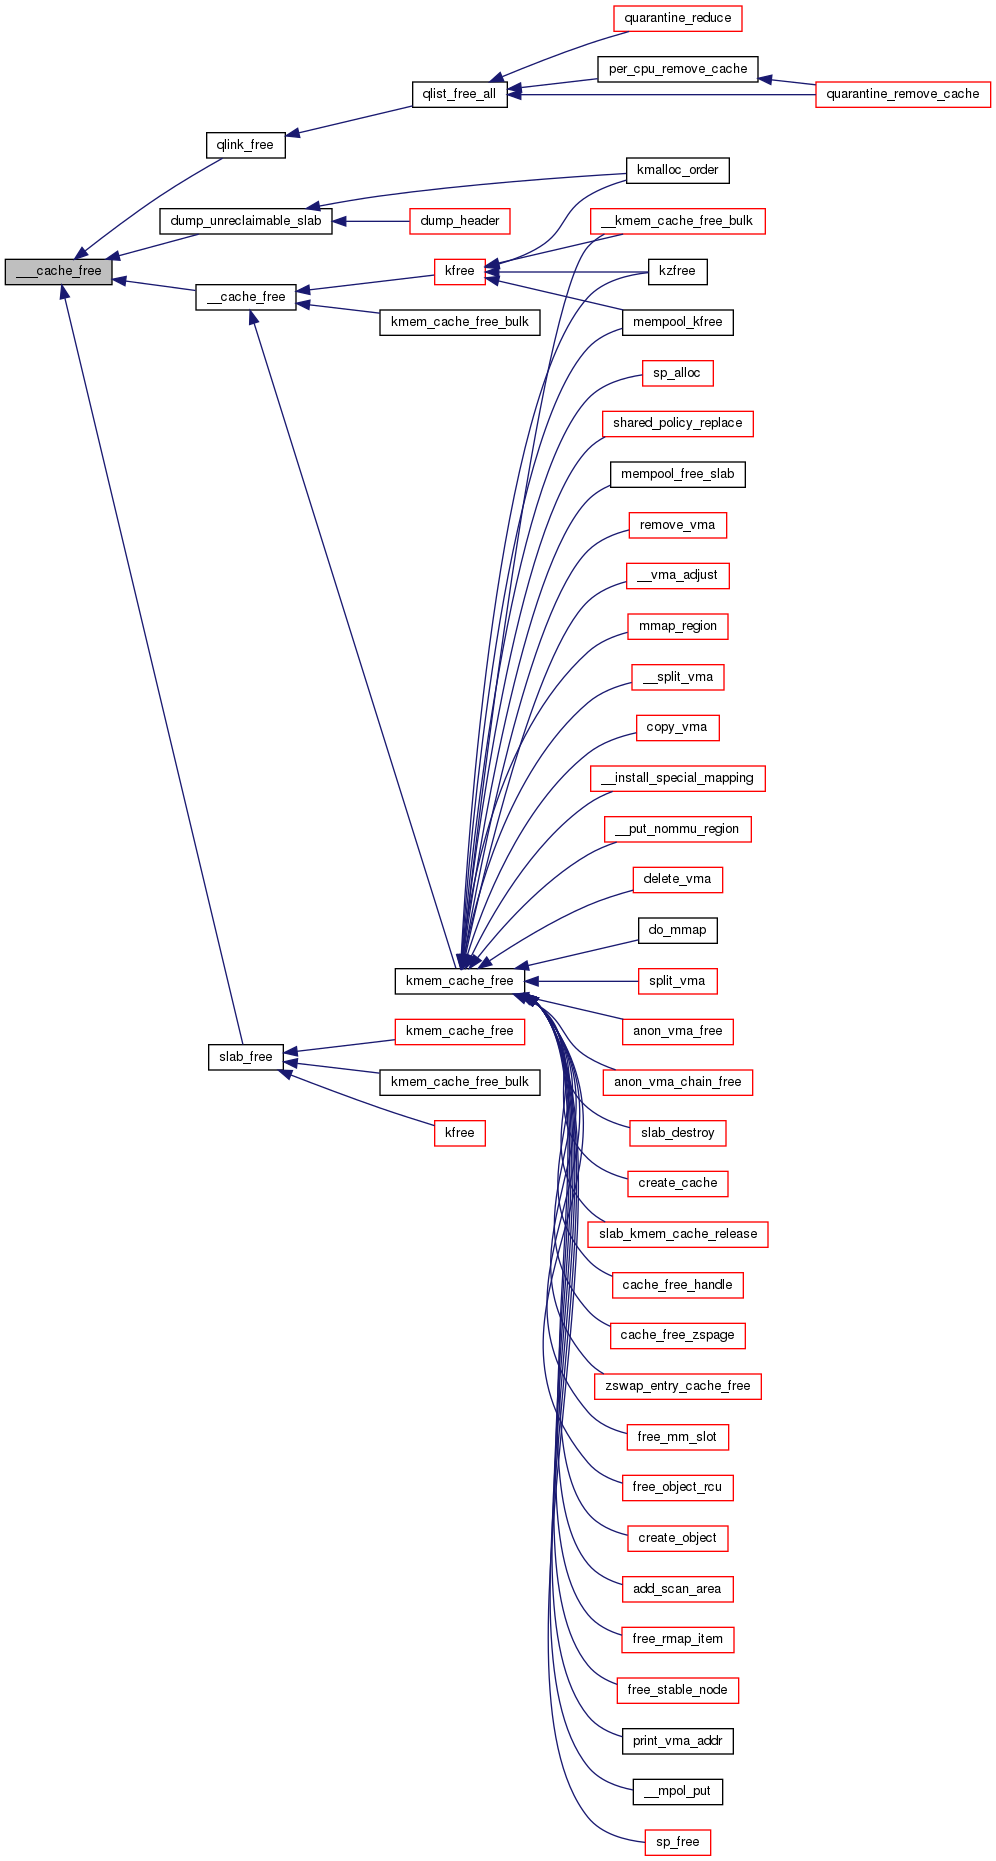 quarantine_reduce
per_cpu_remove_cache
qlist_free_all
quarantine_remove_cache
qlink_free
kmalloc_order
dump_unreclaimable_slab
dump_header
__kmem_cache_free_bulk
___cache_free
kfree
kzfree
__cache_free
kmem_cache_free_bulk
mempool_kfree
sp_alloc
shared_policy_replace
mempool_free_slab
remove_vma
__vma_adjust
mmap_region
__split_vma
copy_vma
__install_special_mapping
__put_nommu_region
delete_vma
do_mmap
kmem_cache_free
split_vma
kmem_cache_free
anon_vma_free
slab_free
kmem_cache_free_bulk
anon_vma_chain_free
kfree
slab_destroy
create_cache
slab_kmem_cache_release
cache_free_handle
cache_free_zspage
zswap_entry_cache_free
free_mm_slot
free_object_rcu
create_object
add_scan_area
free_rmap_item
free_stable_node
print_vma_addr
__mpol_put
sp_free